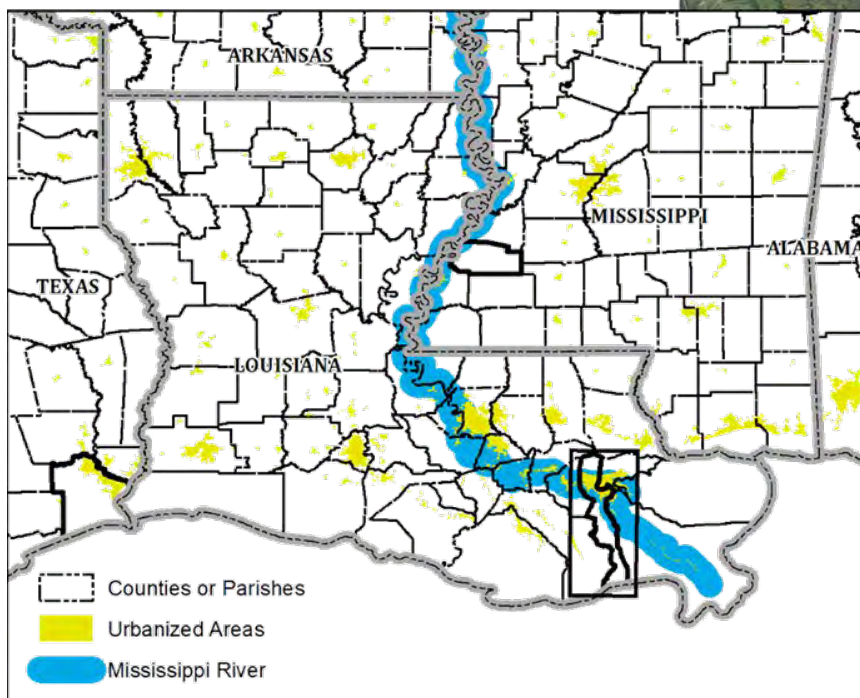 ARKANSAS
MISSISSIPPI
ALABAMA
TEXAS
LOUISIANA
Counties or Parishes
Urbanized Areas
Mississippi River